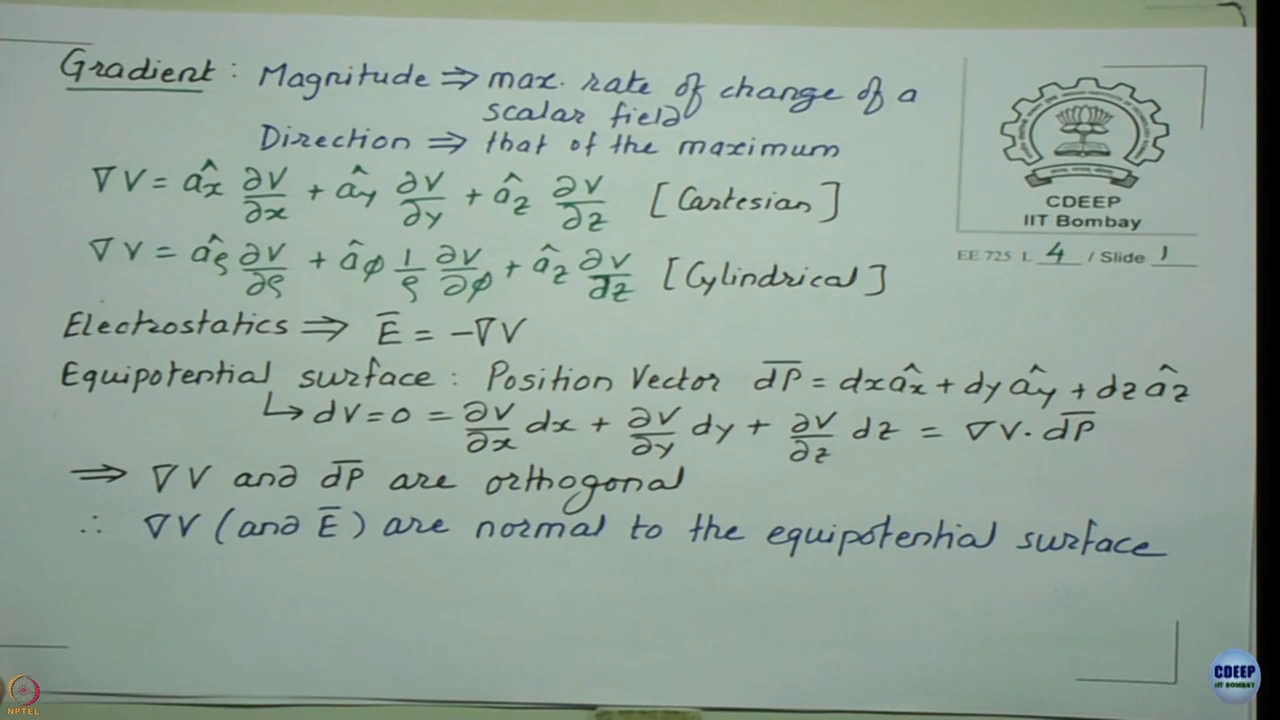 Gradient : Magnitude ⇒ max. rate of change of a
scalar field
Direction ⇒ that of the maximum
∇V = âx ∂V/∂x + ây ∂V/∂y + âz ∂V/∂z [Cartesian]
∇V = âρ ∂V/∂ρ + âϕ 1/ρ ∂V/∂ϕ + âz ∂V/∂z [Cylindrical]
Electrostatics ⇒ E̅ = -∇V
Equipotential surface : Position Vector d̅P̅ = dx âx + dy ây + dz âz
↳ dV = 0 = ∂V/∂x dx + ∂V/∂y dy + ∂V/∂z dz = ∇V · d̅P̅
⇒ ∇V and d̅P̅ are orthogonal
∴ ∇V (and E̅) are normal to the equipotential surface
CDEEP
IIT Bombay
EE 725 L 4 / Slide 1
NPTEL
CDEEP
IIT BOMBAY